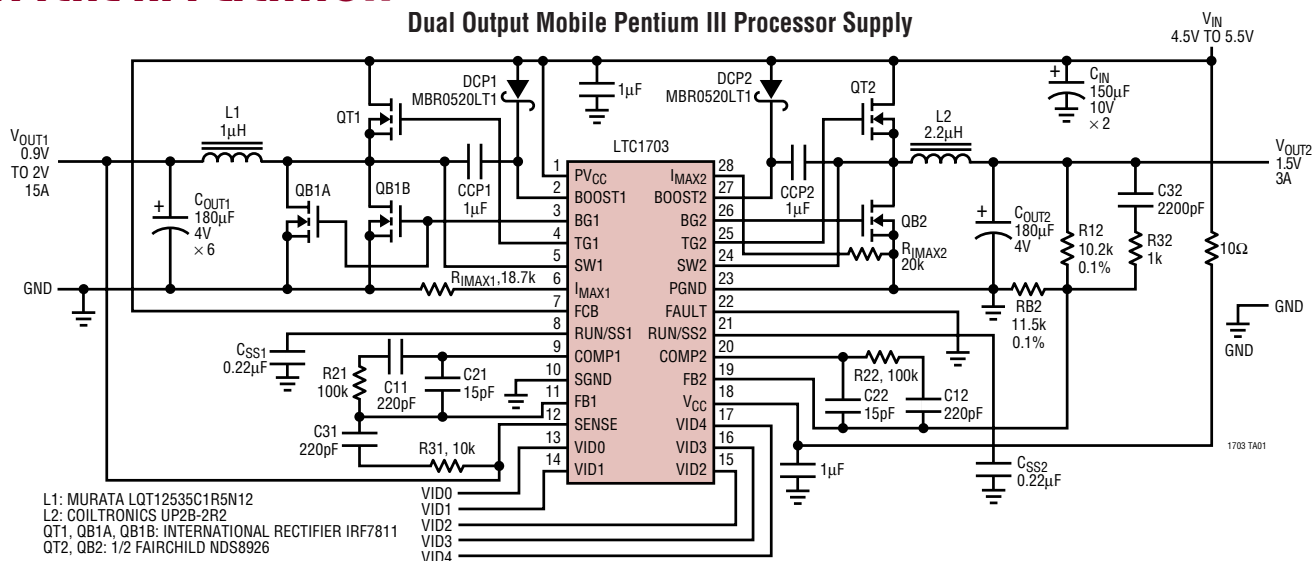 Dual Output Mobile Pentium III Processor Supply
VIN
4.5V TO 5.5V
DCP1
MBR0520LT1
1µF
DCP2
MBR0520LT1
QT2
+
CIN
150µF
10V
× 2
QT1
L1
1µH
L2
2.2µH
VOUT1
0.9V
TO 2V
15A
LTC1703
VOUT2
1.5V
3A
CCP1
1µF
CCP2
1µF
QB1A
QB1B
QB2
+
COUT1
180µF
4V
× 6
+
COUT2
180µF
4V
R12
10.2k
0.1%
C32
2200pF
R32
1k
10Ω
RIMAX1, 18.7k
RIMAX2
20k
GND
RB2
11.5k
0.1%
GND
GND
1 PVCC
2 BOOST1
3 BG1
4 TG1
5 SW1
6 IMAX1
7 FCB
8 RUN/SS1
9 COMP1
10 SGND
11 FB1
12 SENSE
13 VID0
14 VID1
IMAX2 28
BOOST2 27
BG2 26
TG2 25
SW2 24
PGND 23
FAULT 22
RUN/SS2 21
COMP2 20
FB2 19
VCC 18
VID4 17
VID3 16
VID2 15
CSS1
0.22µF
R21
100k
C11
220pF
C21
15pF
C31
220pF
R31, 10k
R22, 100k
C22
15pF
C12
220pF
1µF
CSS2
0.22µF
1703 TA01
VID0
VID1
VID2
VID3
VID4
L1: MURATA LQT12535C1R5N12
L2: COILTRONICS UP2B-2R2
QT1, QB1A, QB1B: INTERNATIONAL RECTIFIER IRF7811
QT2, QB2: 1/2 FAIRCHILD NDS8926